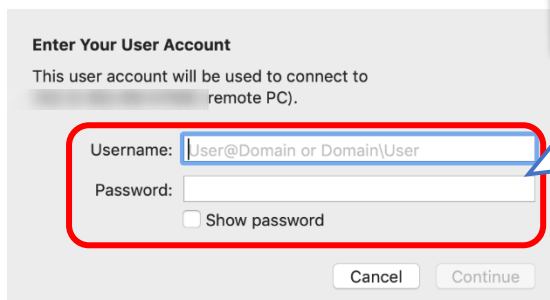 Enter Your User Account
This user account will be used to connect to
remote PC).
Username: User@Domain or Domain\User
Password:
Show password
Cancel Continue